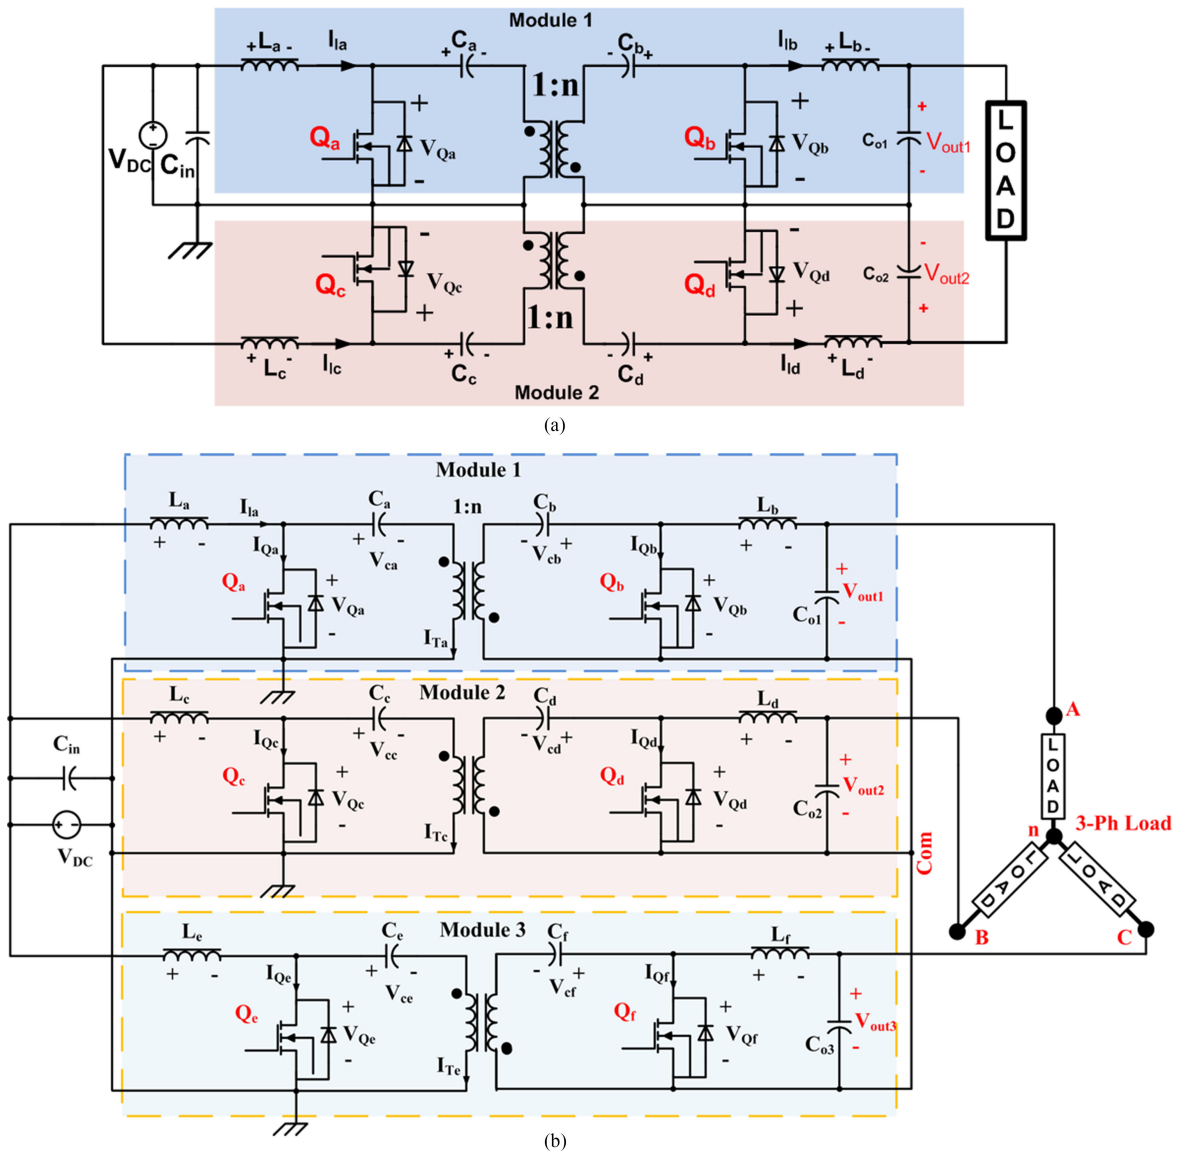 Module 1
+ La -
Ila
+ Ca -
- Cb +
Ilb
+ Lb -
1:n
VDC
+
-
Cin
Qa
+
VQa
-
Qb
+
VQb
-
Co1
+
Vout1
-
LOAD
Qc
-
VQc
+
Qd
-
VQd
+
Co2
-
Vout2
+
1:n
+ Lc -
Ilc
+ Cc -
- Cd +
Ild
+ Ld -
Module 2
(a)
Module 1
La
+ -
Ila
Ca
+ -
Vca
1:n
Cb
- +
Vcb
Lb
+ -
IQa
Qa
+
VQa
-
ITa
IQb
Qb
+
VQb
-
Co1
+
Vout1
-
Module 2
Lc
+ -
Cc
+ -
Vcc
Cd
- +
Vcd
Ld
+ -
IQc
Qc
+
VQc
-
ITc
IQd
Qd
+
VQd
-
Co2
+
Vout2
-
Cin
+ -
VDC
Com
A
LOAD
n
3-Ph Load
LOAD
LOAD
B
C
Module 3
Le
+ -
Ce
+ -
Vce
Cf
- +
Vcf
Lf
+ -
IQe
Qe
+
VQe
-
ITe
IQf
Qf
+
VQf
-
Co3
+
Vout3
-
(b)